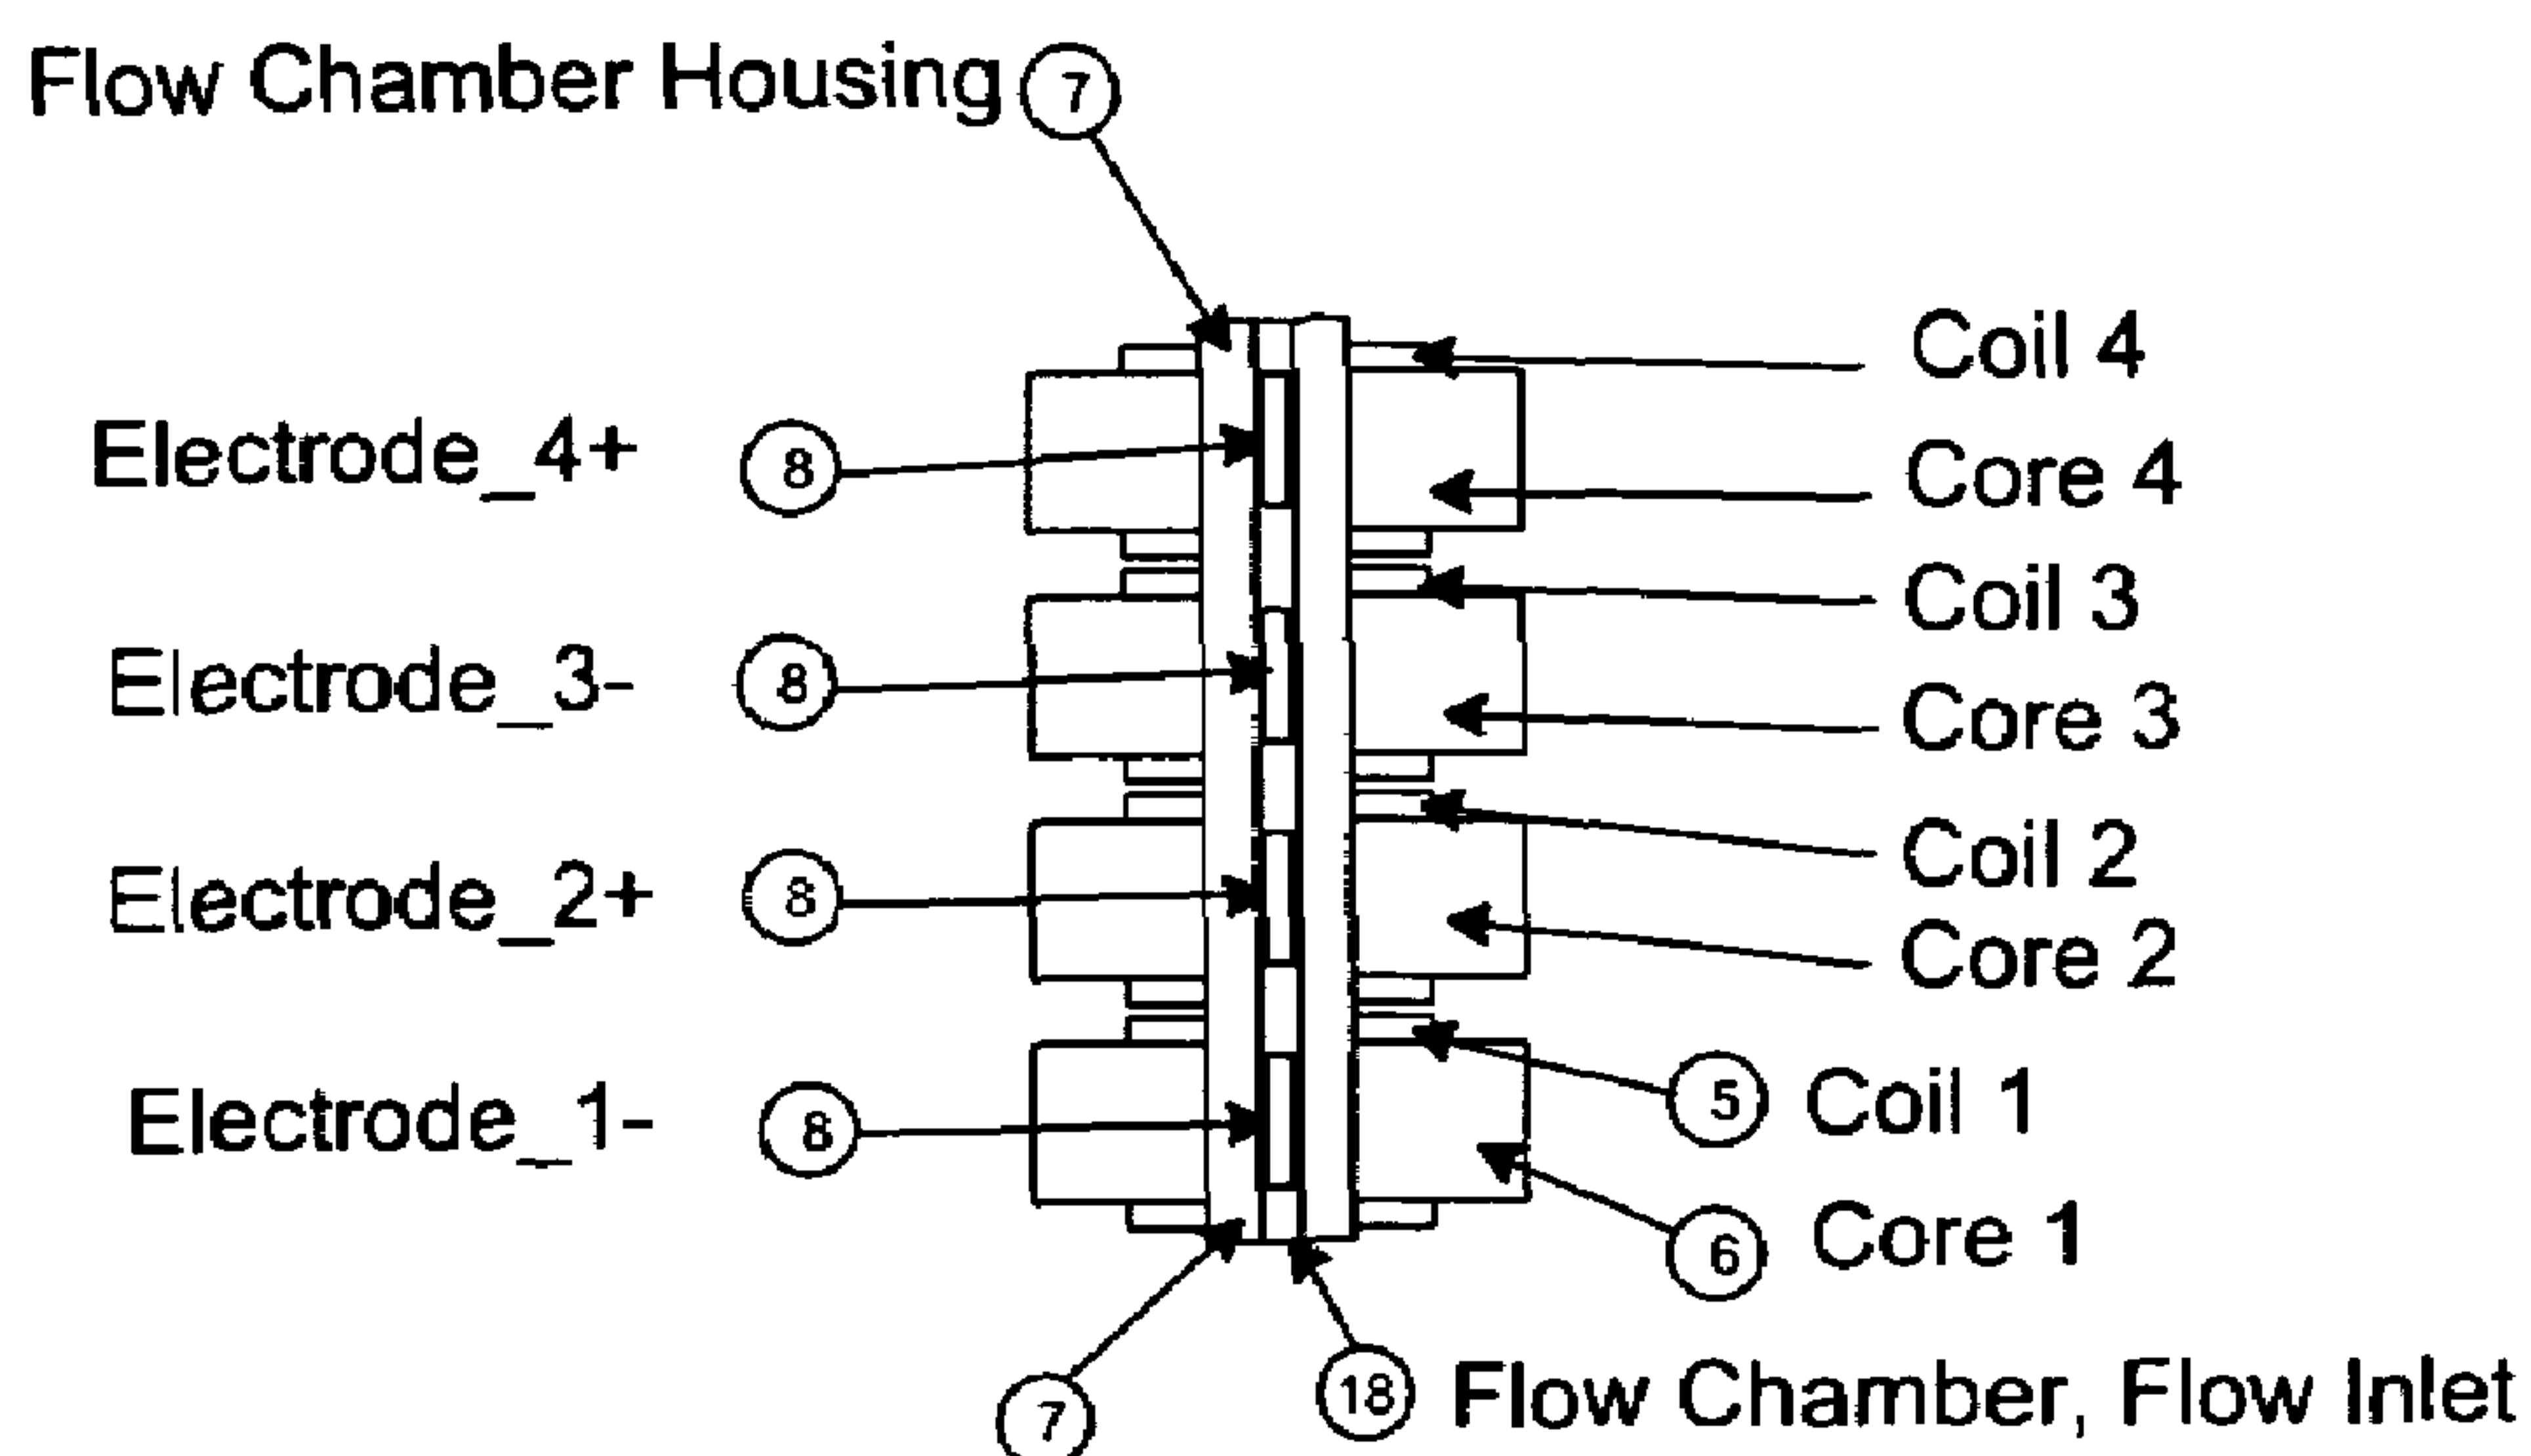 Flow Chamber Housing 7
Coil 4
Electrode_4+ 8
Core 4
Coil 3
Electrode_3- 8
Core 3
Coil 2
Electrode_2+ 8
Core 2
5 Coil 1
Electrode_1- 8
6 Core 1
7
18 Flow Chamber, Flow Inlet